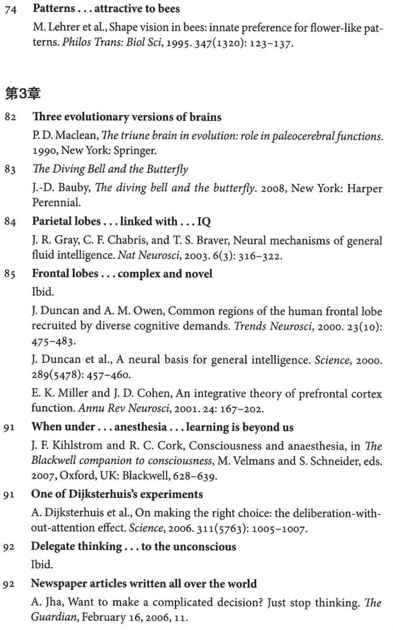 74 Patterns . . . attractive to bees
M. Lehrer et al., Shape vision in bees: innate preference for flower-like pat-
terns. Philos Trans: Biol Sci, 1995. 347(1320): 123–137.
第3章
82 Three evolutionary versions of brains
P. D. Maclean, The triune brain in evolution: role in paleocerebral functions.
1990, New York: Springer.
83 The Diving Bell and the Butterfly
J.-D. Bauby, The diving bell and the butterfly. 2008, New York: Harper
Perennial.
84 Parietal lobes . . . linked with . . . IQ
J. R. Gray, C. F. Chabris, and T. S. Braver, Neural mechanisms of general
fluid intelligence. Nat Neurosci, 2003. 6(3): 316–322.
85 Frontal lobes . . . complex and novel
Ibid.
J. Duncan and A. M. Owen, Common regions of the human frontal lobe
recruited by diverse cognitive demands. Trends Neurosci, 2000. 23(10):
475–483.
J. Duncan et al., A neural basis for general intelligence. Science, 2000.
289(5478): 457–460.
E. K. Miller and J. D. Cohen, An integrative theory of prefrontal cortex
function. Annu Rev Neurosci, 2001. 24: 167–202.
91 When under . . . anesthesia . . . learning is beyond us
J. F. Kihlstrom and R. C. Cork, Consciousness and anaesthesia, in The
Blackwell companion to consciousness, M. Velmans and S. Schneider, eds.
2007, Oxford, UK: Blackwell, 628–639.
91 One of Dijksterhuis's experiments
A. Dijksterhuis et al., On making the right choice: the deliberation-with-
out-attention effect. Science, 2006. 311(5763): 1005–1007.
92 Delegate thinking . . . to the unconscious
Ibid.
92 Newspaper articles written all over the world
A. Jha, Want to make a complicated decision? Just stop thinking. The
Guardian, February 16, 2006, 11.